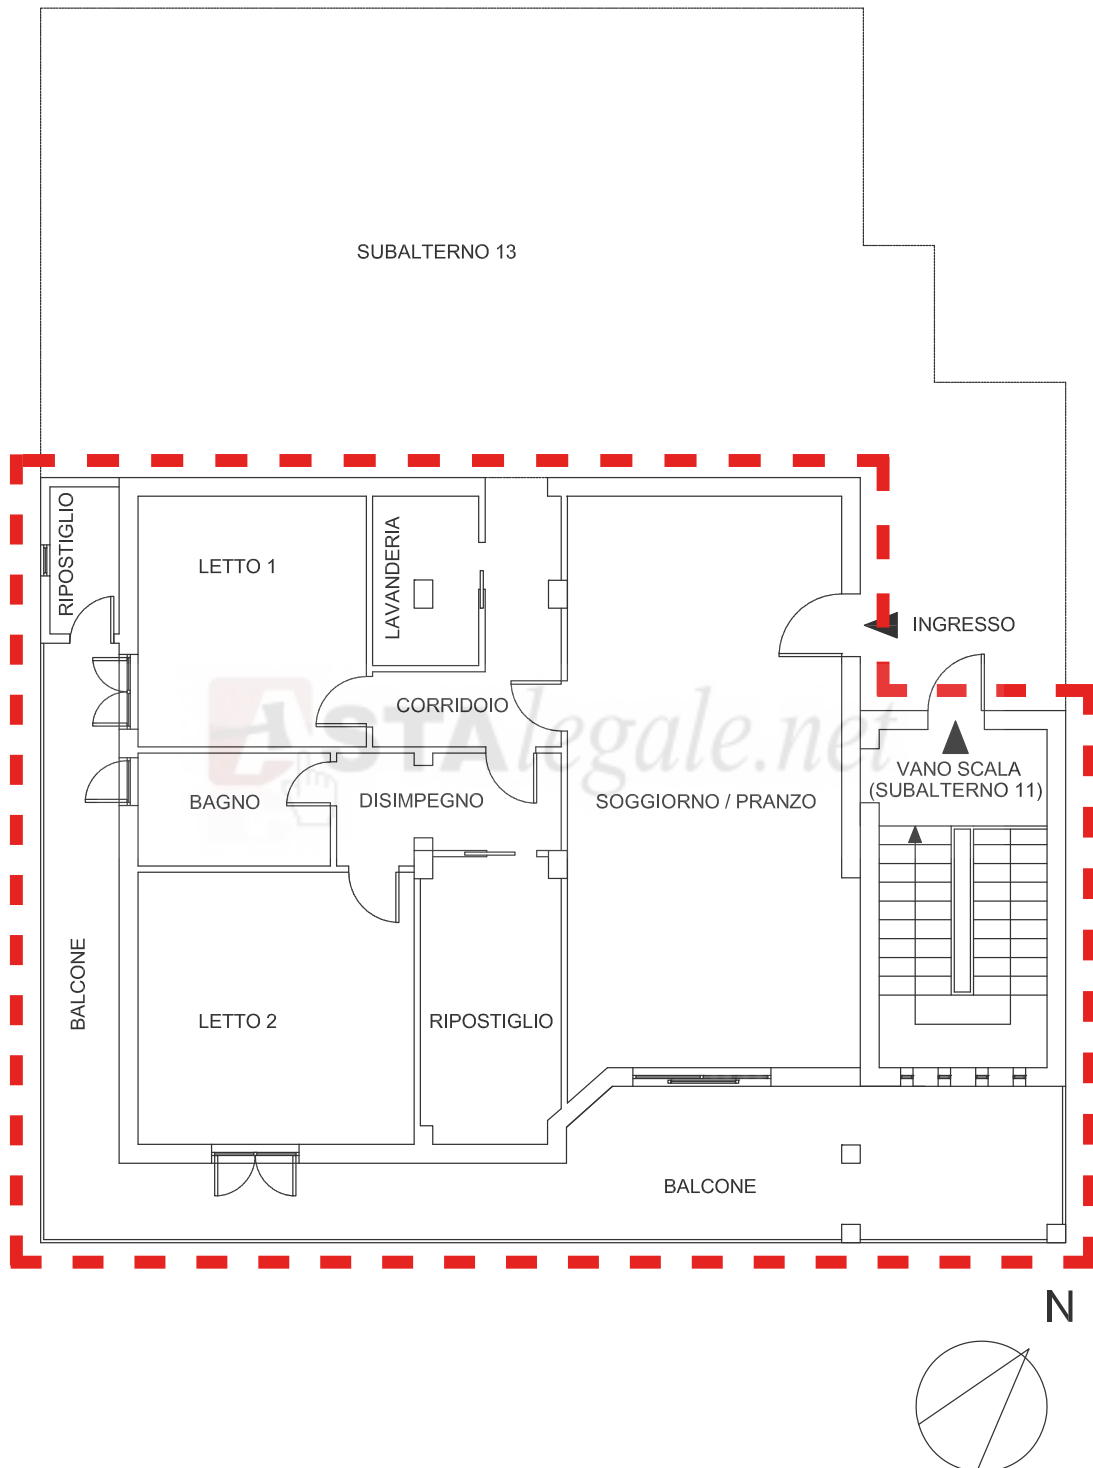 SUBALTERNO 13
RIPOSTIGLIO
LETTO 1
LAVANDERIA
INGRESSO
CORRIDOIO
ASTAlegale.net
VANO SCALA
(SUBALTERNO 11)
BAGNO
DISIMPEGNO
SOGGIORNO / PRANZO
BALCONE
LETTO 2
RIPOSTIGLIO
BALCONE
N